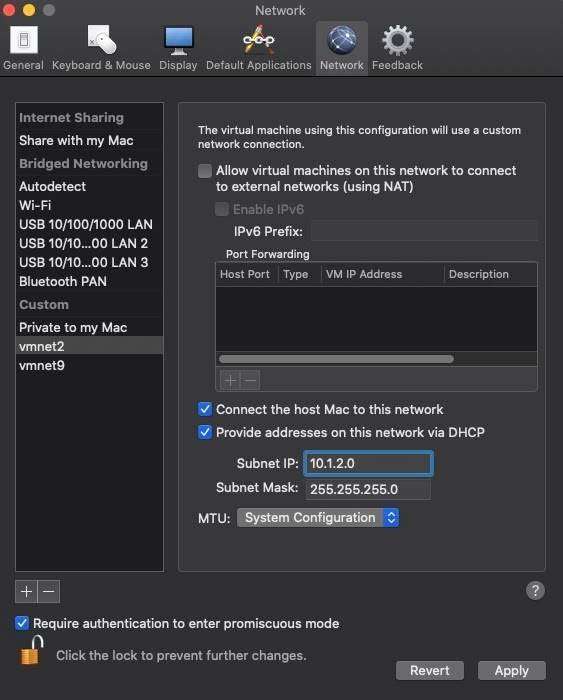 Network
General
Keyboard & Mouse
Display
Default Applications
Network
Feedback
Internet Sharing
Share with my Mac
Bridged Networking
Autodetect
Wi-Fi
USB 10/100/1000 LAN
USB 10/10...00 LAN 2
USB 10/10...00 LAN 3
Bluetooth PAN
Custom
Private to my Mac
vmnet2
vmnet9
The virtual machine using this configuration will use a custom
network connection.
Allow virtual machines on this network to connect
to external networks (using NAT)
Enable IPv6
IPv6 Prefix:
Port Forwarding
Host Port Type VM IP Address Description
+ −
Connect the host Mac to this network
Provide addresses on this network via DHCP
Subnet IP: 10.1.2.0
Subnet Mask: 255.255.255.0
MTU: System Configuration
+ −
?
Require authentication to enter promiscuous mode
Click the lock to prevent further changes.
Revert Apply